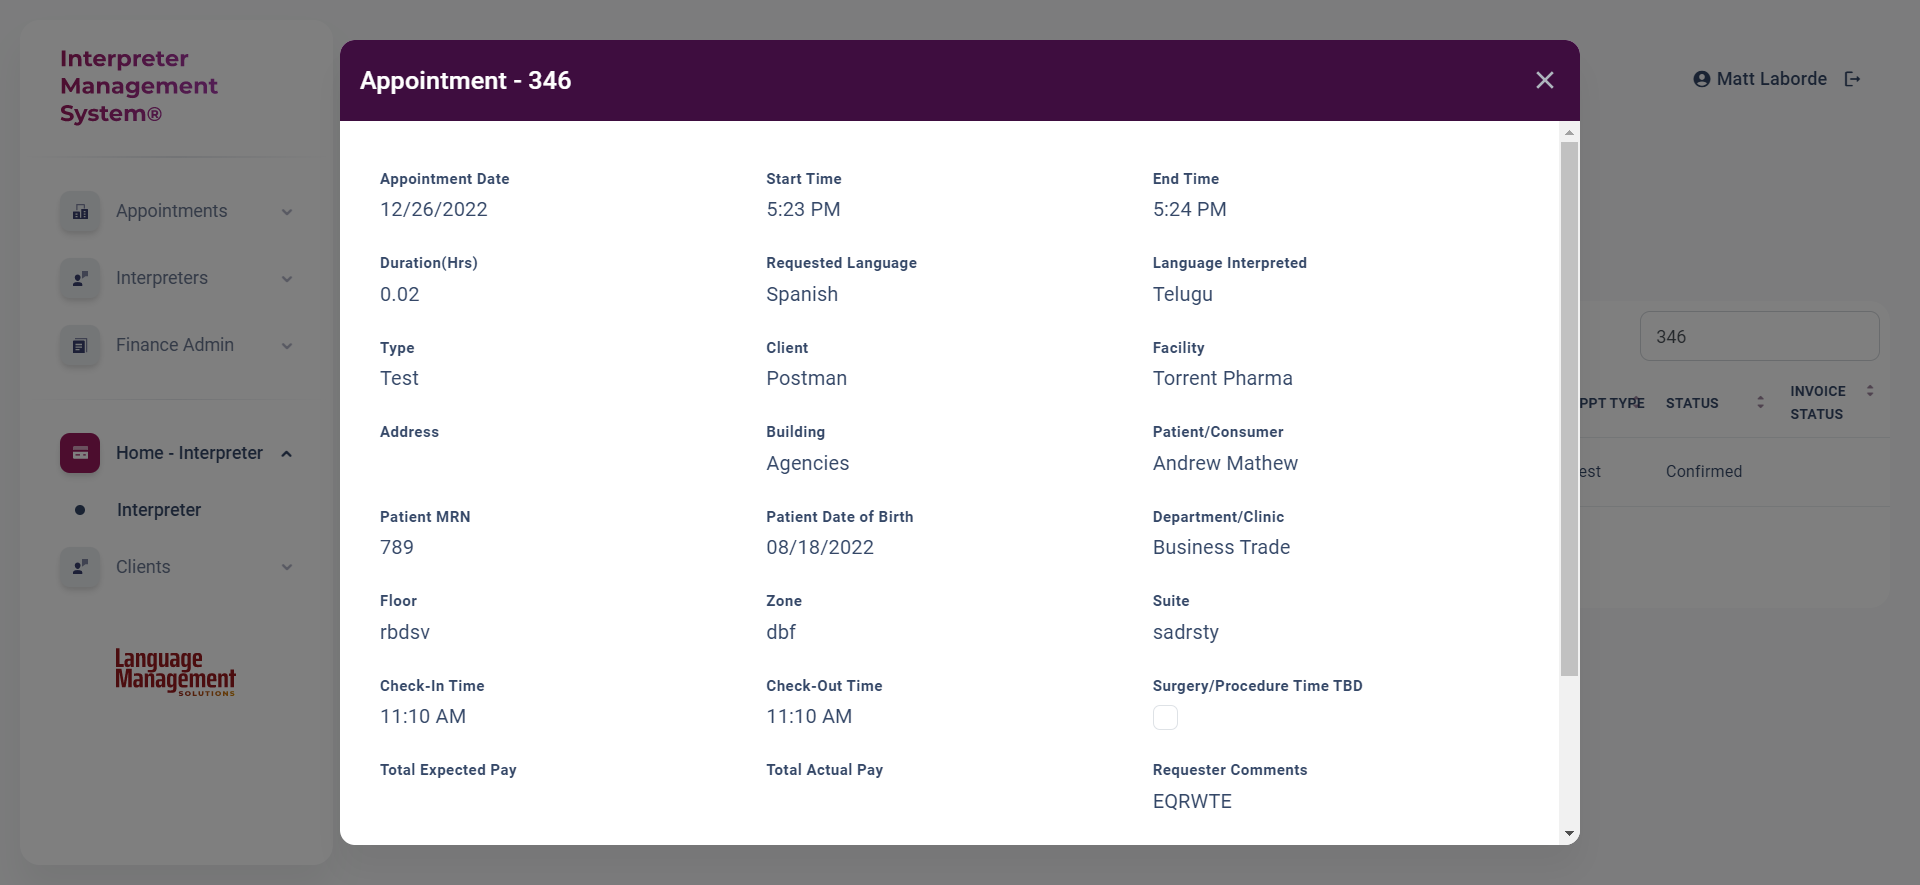 Interpreter
Management
System®
Appointments
Interpreters
Finance Admin
Home - Interpreter
Interpreter
Clients
Language
Management
SOLUTIONS
Appointment - 346
Appointment Date
12/26/2022
Start Time
5:23 PM
End Time
5:24 PM
Duration(Hrs)
0.02
Requested Language
Spanish
Language Interpreted
Telugu
Type
Test
Client
Postman
Facility
Torrent Pharma
Address
Building
Agencies
Patient/Consumer
Andrew Mathew
Patient MRN
789
Patient Date of Birth
08/18/2022
Department/Clinic
Business Trade
Floor
rbdsv
Zone
dbf
Suite
sadrsty
Check-In Time
11:10 AM
Check-Out Time
11:10 AM
Surgery/Procedure Time TBD
Total Expected Pay
Total Actual Pay
Requester Comments
EQRWTE
Matt Laborde
346
PPT TYPE
STATUS
INVOICE
STATUS
est
Confirmed